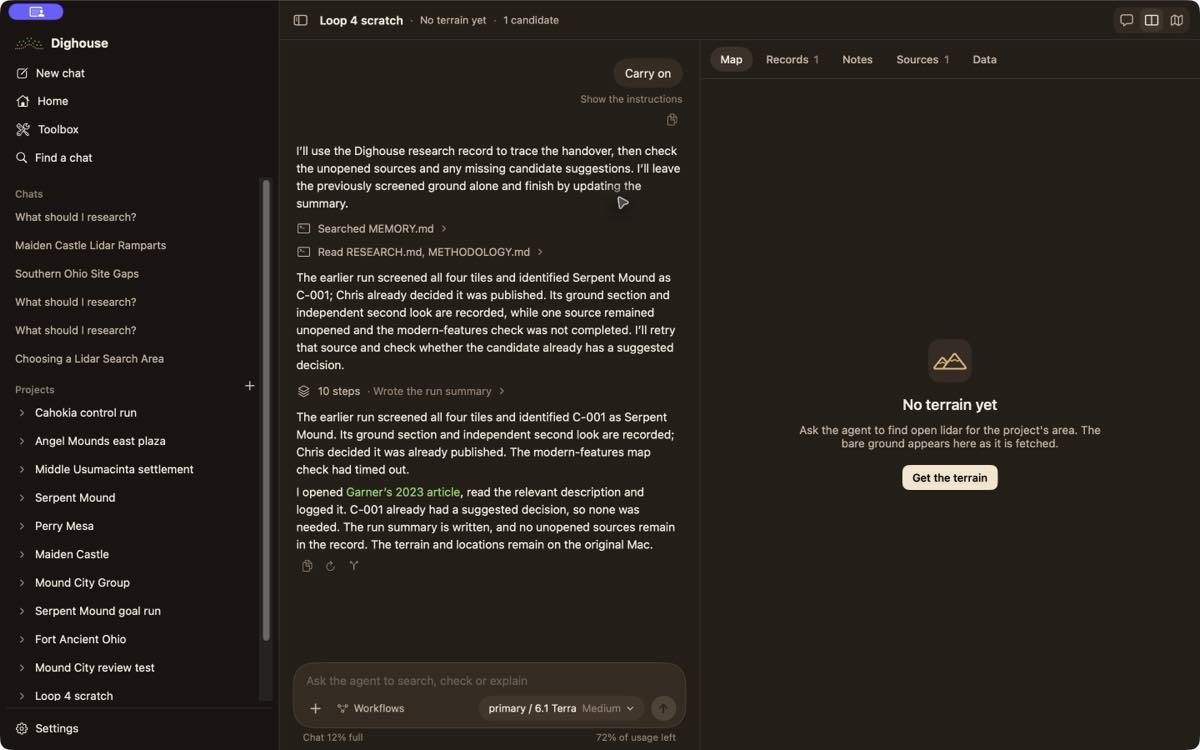 Dighouse
New chat
Home
Toolbox
Find a chat
Chats
What should I research?
Maiden Castle Lidar Ramparts
Southern Ohio Site Gaps
What should I research?
What should I research?
Choosing a Lidar Search Area
Projects
Cahokia control run
Angel Mounds east plaza
Middle Usumacinta settlement
Serpent Mound
Perry Mesa
Maiden Castle
Mound City Group
Serpent Mound goal run
Fort Ancient Ohio
Mound City review test
Loop 4 scratch
Settings
Loop 4 scratch · No terrain yet · 1 candidate
Carry on
Show the instructions
I’ll use the Dighouse research record to trace the handover, then check
the unopened sources and any missing candidate suggestions. I’ll leave
the previously screened ground alone and finish by updating the
summary.
Searched MEMORY.md
Read RESEARCH.md, METHODOLOGY.md
The earlier run screened all four tiles and identified Serpent Mound as
C-001; Chris already decided it was published. Its ground section and
independent second look are recorded, while one source remained
unopened and the modern-features check was not completed. I’ll retry
that source and check whether the candidate already has a suggested
decision.
10 steps · Wrote the run summary
The earlier run screened all four tiles and identified C-001 as Serpent
Mound. Its ground section and independent second look are recorded;
Chris decided it was already published. The modern-features map
check had timed out.
I opened Garner’s 2023 article, read the relevant description and
logged it. C-001 already had a suggested decision, so none was
needed. The run summary is written, and no unopened sources remain
in the record. The terrain and locations remain on the original Mac.
Ask the agent to search, check or explain
Workflows
primary / 6.1 Terra Medium
Chat 12% full
72% of usage left
Map
Records 1
Notes
Sources 1
Data
No terrain yet
Ask the agent to find open lidar for the project's area. The
bare ground appears here as it is fetched.
Get the terrain